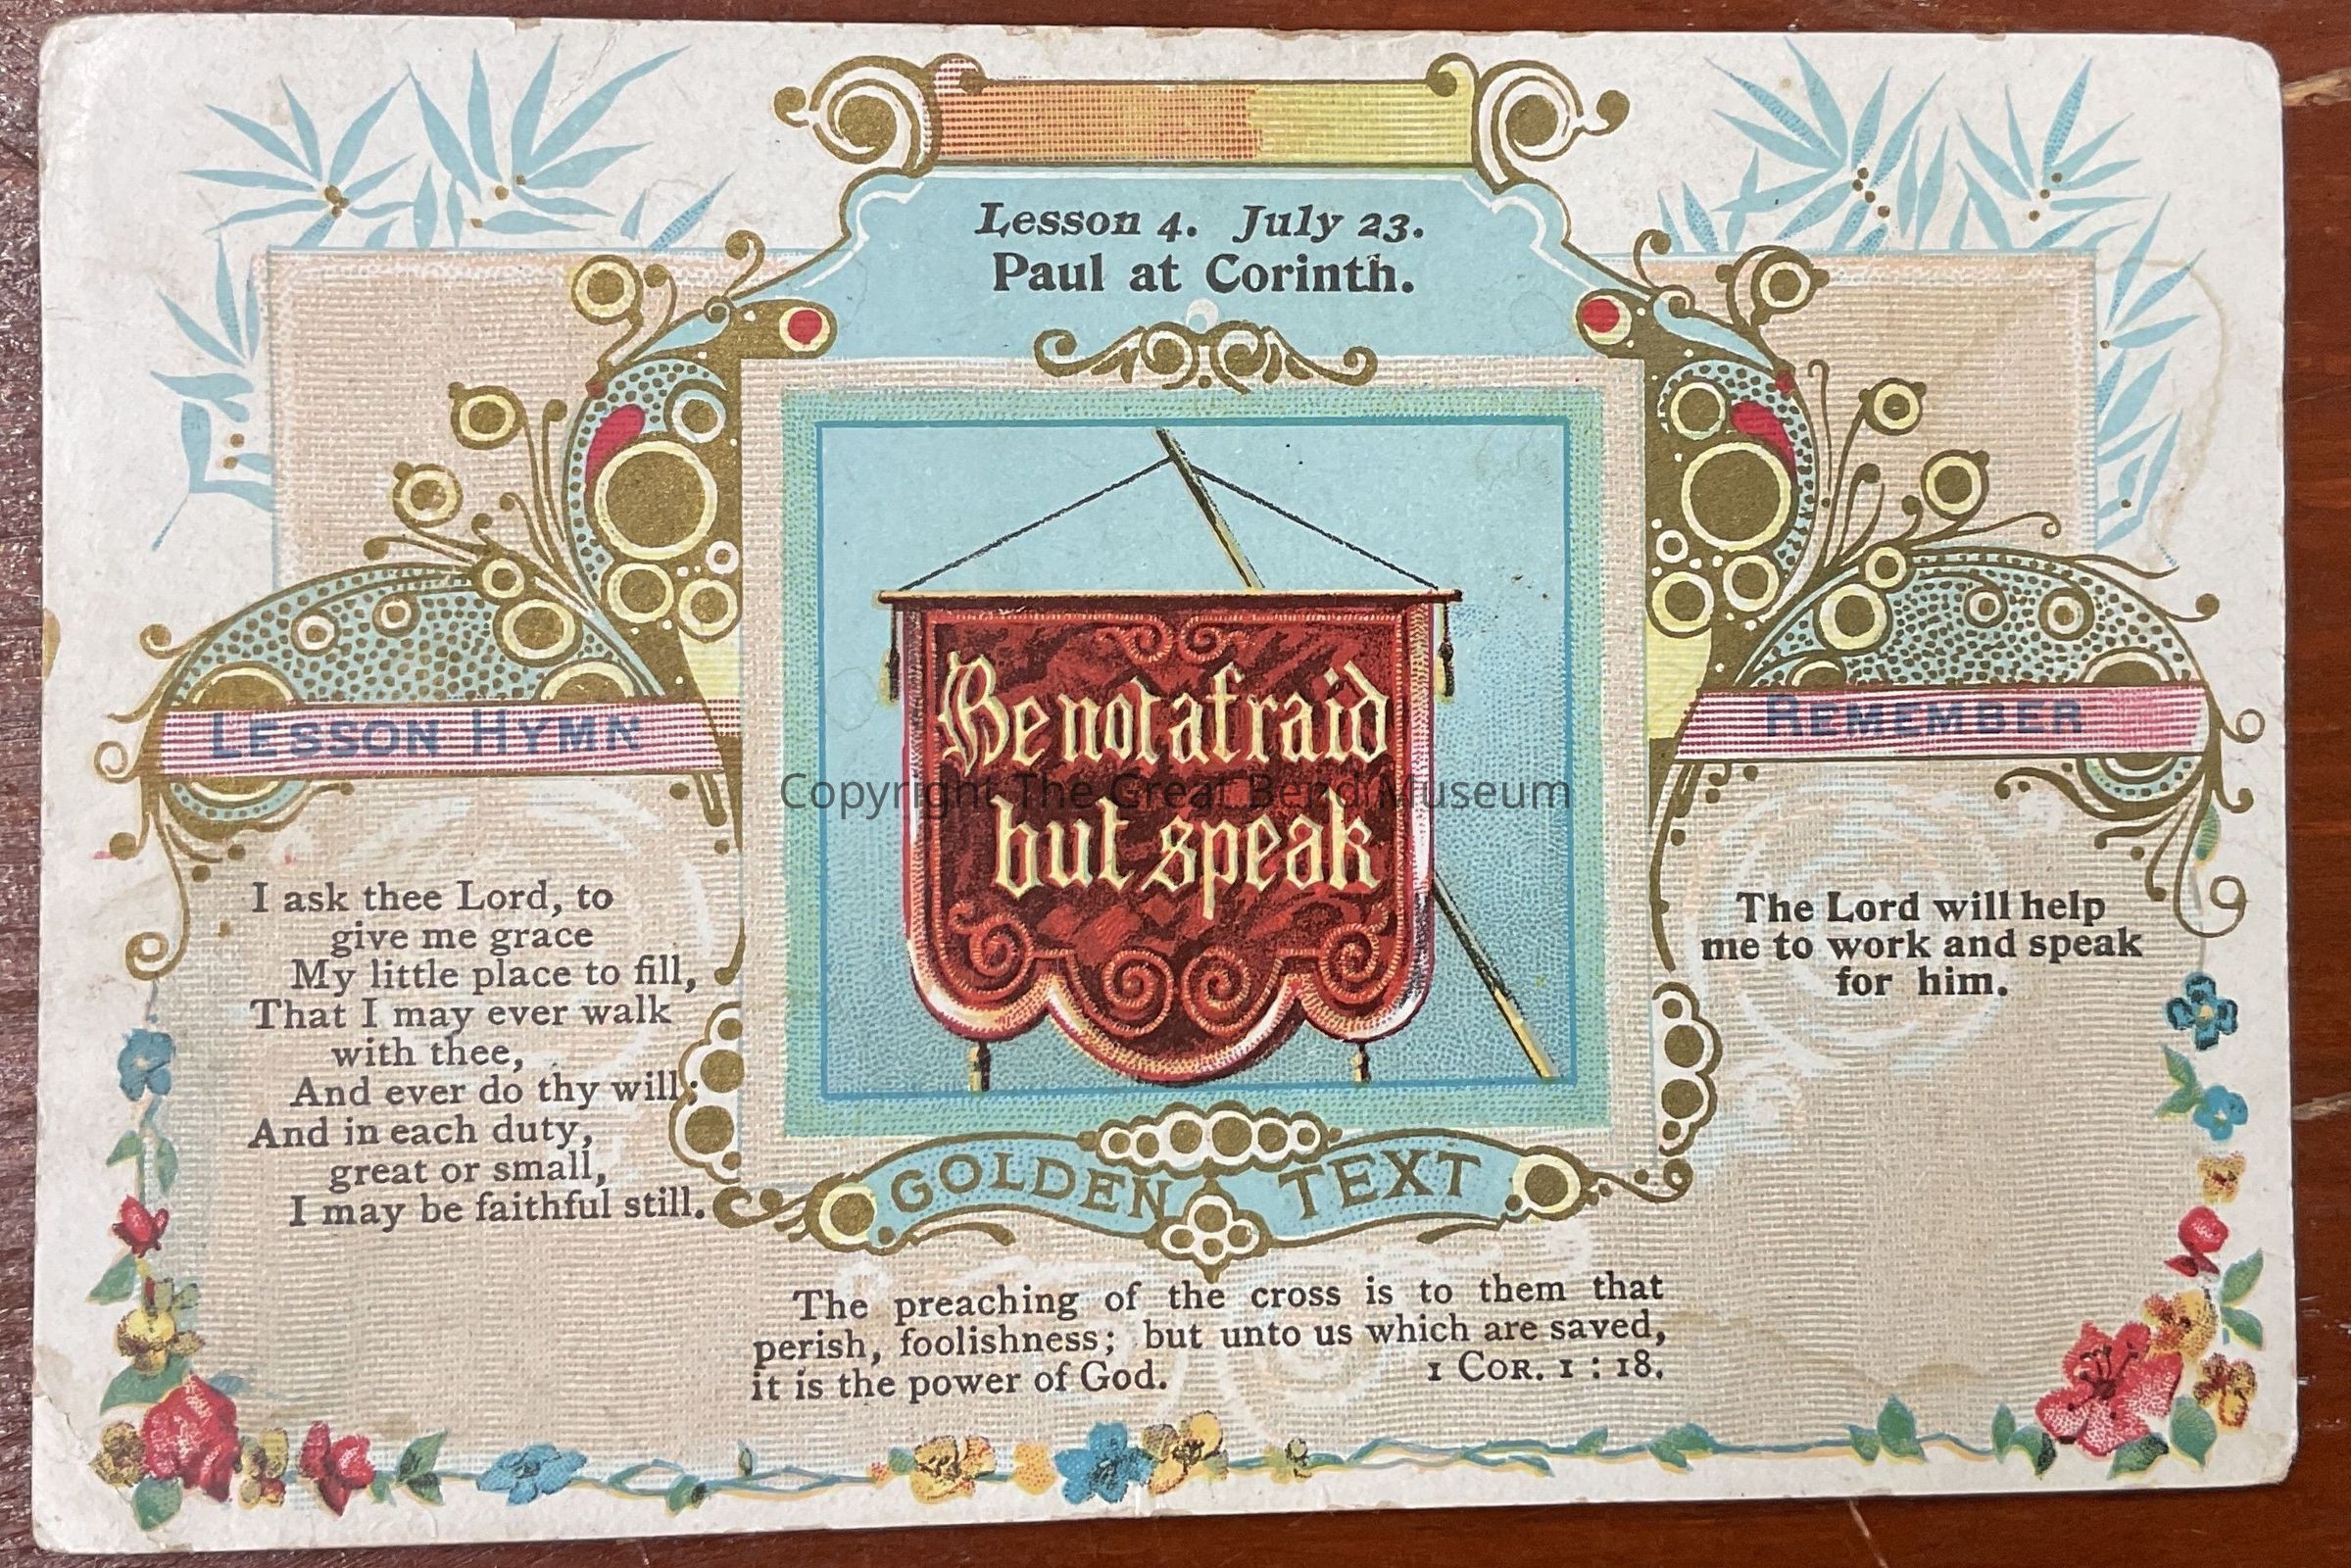 Lesson 4. July 23.
Paul at Corinth.
Be not afraid
but speak
Copyright The Great Bend Museum
LESSON HYMN
I ask thee Lord, to
give me grace
My little place to fill,
That I may ever walk
with thee,
And ever do thy will;
And in each duty,
great or small,
I may be faithful still.
REMEMBER
The Lord will help
me to work and speak
for him.
GOLDEN TEXT
The preaching of the cross is to them that
perish, foolishness; but unto us which are saved,
it is the power of God. 1 COR. 1 : 18.